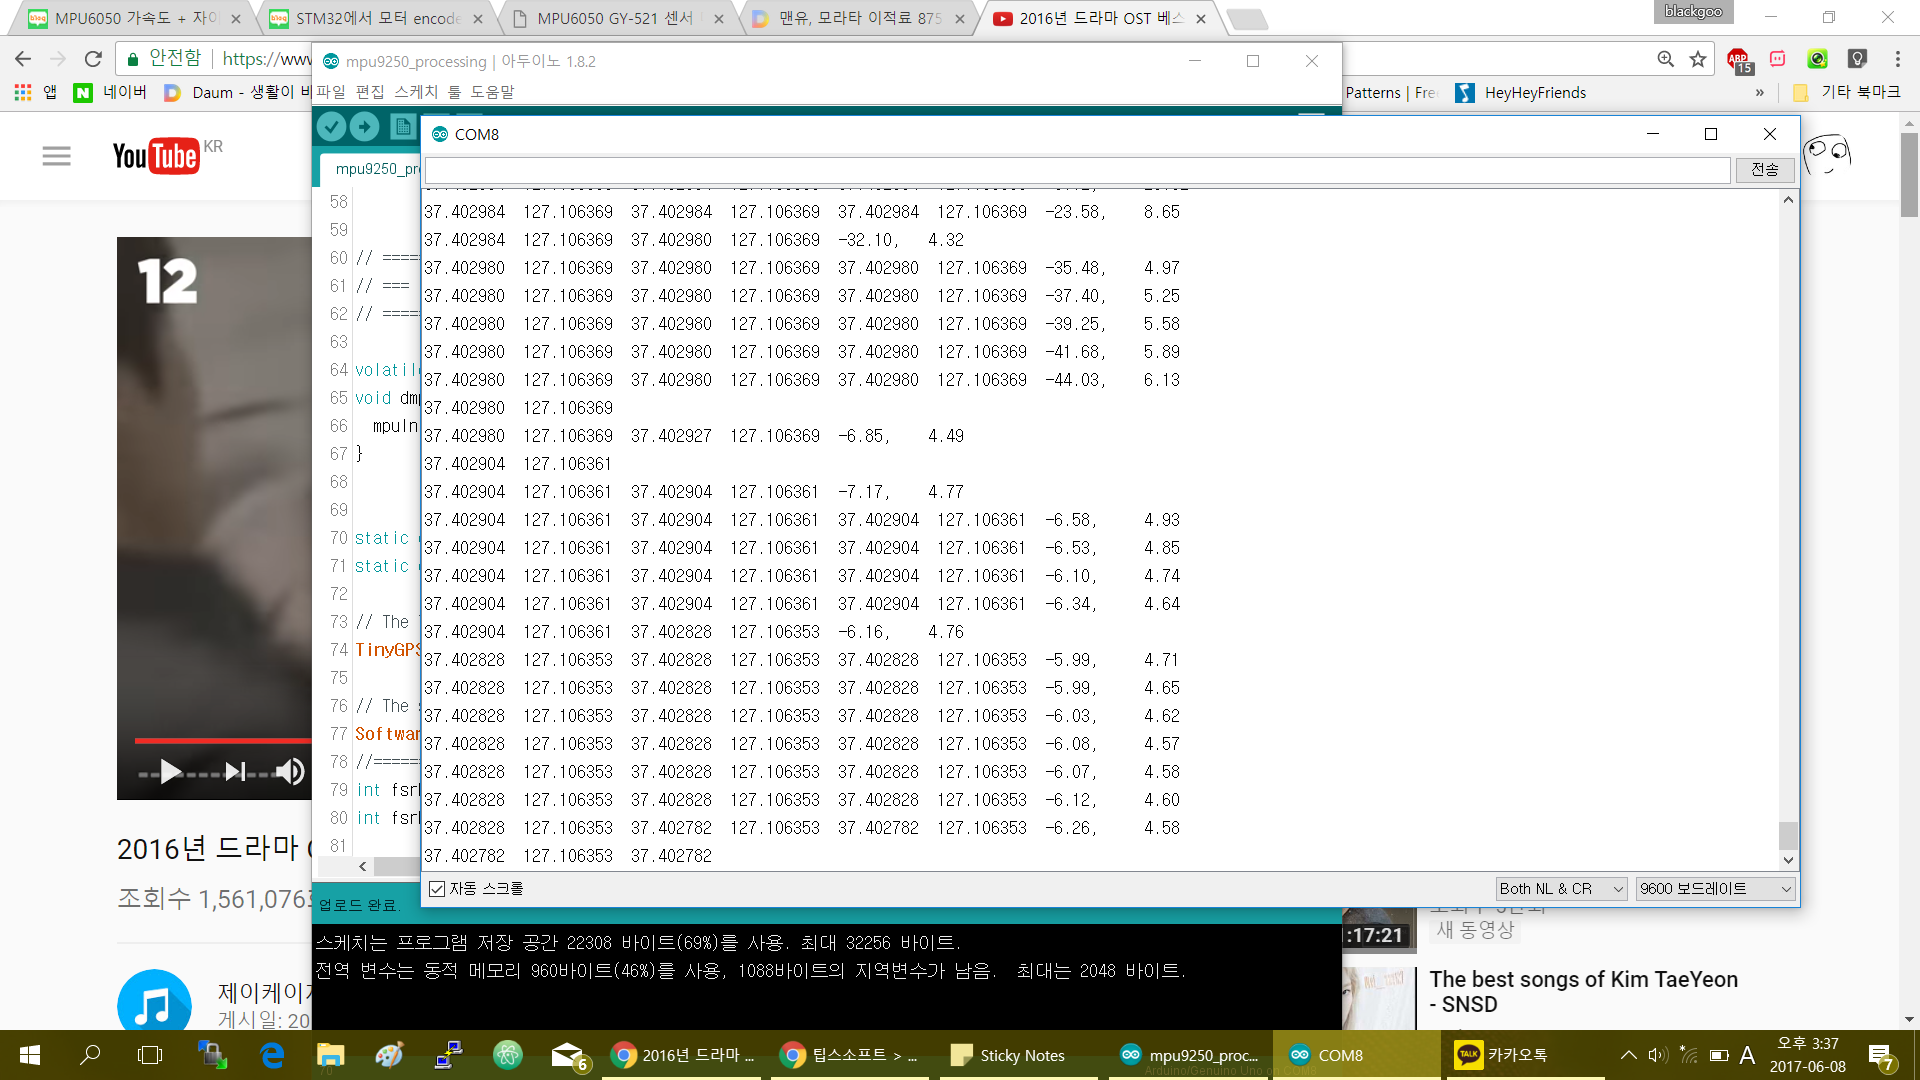 MPU6050 가속도 + 자이
STM32에서 모터 encode
MPU6050 GY-521 센서
맨유, 모라타 이적료 875
2016년 드라마 OST 베스
blackgoo
안전함
https://ww
mpu9250_processing | 아두이노 1.8.2
15
앱
네이버
Daum - 생활이 바
파일 편집 스케치 툴 도움말
Patterns | Fre
HeyHeyFriends
»
기타 북마크
YouTube KR
COM8
mpu9250_pr
전송
37.402984 127.106369 37.402984 127.106369 37.402984 127.106369 -23.58, 8.65
37.402984 127.106369 37.402980 127.106369 -32.10, 4.32
37.402980 127.106369 37.402980 127.106369 37.402980 127.106369 -35.48, 4.97
37.402980 127.106369 37.402980 127.106369 37.402980 127.106369 -37.40, 5.25
37.402980 127.106369 37.402980 127.106369 37.402980 127.106369 -39.25, 5.58
37.402980 127.106369 37.402980 127.106369 37.402980 127.106369 -41.68, 5.89
37.402980 127.106369 37.402980 127.106369 37.402980 127.106369 -44.03, 6.13
37.402980 127.106369
37.402980 127.106369 37.402927 127.106369 -6.85, 4.49
37.402904 127.106361
37.402904 127.106361 37.402904 127.106361 -7.17, 4.77
37.402904 127.106361 37.402904 127.106361 37.402904 127.106361 -6.58, 4.93
37.402904 127.106361 37.402904 127.106361 37.402904 127.106361 -6.53, 4.85
37.402904 127.106361 37.402904 127.106361 37.402904 127.106361 -6.10, 4.74
37.402904 127.106361 37.402904 127.106361 37.402904 127.106361 -6.34, 4.64
37.402904 127.106361 37.402828 127.106353 -6.16, 4.76
37.402828 127.106353 37.402828 127.106353 37.402828 127.106353 -5.99, 4.71
37.402828 127.106353 37.402828 127.106353 37.402828 127.106353 -5.99, 4.65
37.402828 127.106353 37.402828 127.106353 37.402828 127.106353 -6.03, 4.62
37.402828 127.106353 37.402828 127.106353 37.402828 127.106353 -6.08, 4.57
37.402828 127.106353 37.402828 127.106353 37.402828 127.106353 -6.07, 4.58
37.402828 127.106353 37.402828 127.106353 37.402828 127.106353 -6.12, 4.60
37.402828 127.106353 37.402782 127.106353 37.402782 127.106353 -6.26, 4.58
37.402782 127.106353 37.402782
자동 스크롤
Both NL & CR
9600 보드레이트
58
59
60 // =====
61 // ===
62 // =====
63
64 volatile
65 void dmp
66 mpuIn
67 }
68
69
70 static
71 static
72
73 // The
74 TinyGPS
75
76 // The s
77 Softwar
78 //======
79 int fsr
80 int fsr
81
12
2016년 드라마
조회수 1,561,076
제이케이
게시일: 20
업로드 완료.
스케치는 프로그램 저장 공간 22308 바이트(69%)를 사용. 최대 32256 바이트.
전역 변수는 동적 메모리 960바이트(46%)를 사용, 1088바이트의 지역변수가 남음. 최대는 2048 바이트.
:17:21
새 동영상
The best songs of Kim TaeYeon
- SNSD
6
2016년 드라마 ...
팁스소프트 > ...
Sticky Notes
mpu9250_proc...
COM8
TALK
카카오톡
A
오후 3:37
2017-06-08
7
Arduino/Genuino Uno on COM8